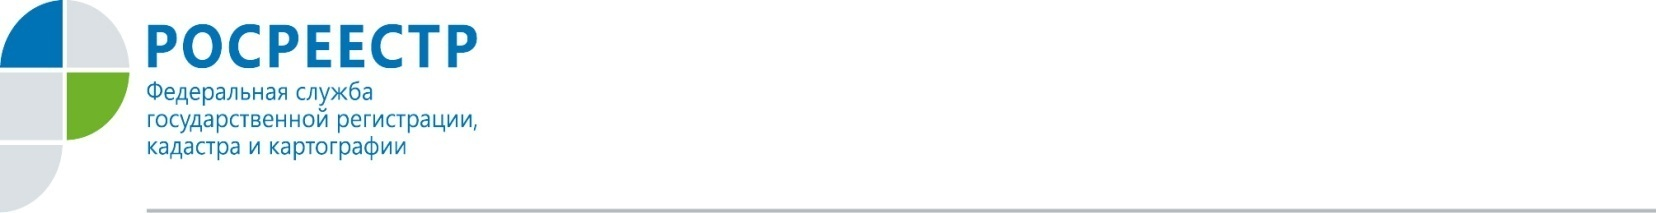 РОСРЕЕСТР
Федеральная служба
государственной регистрации,
кадастра и картографии